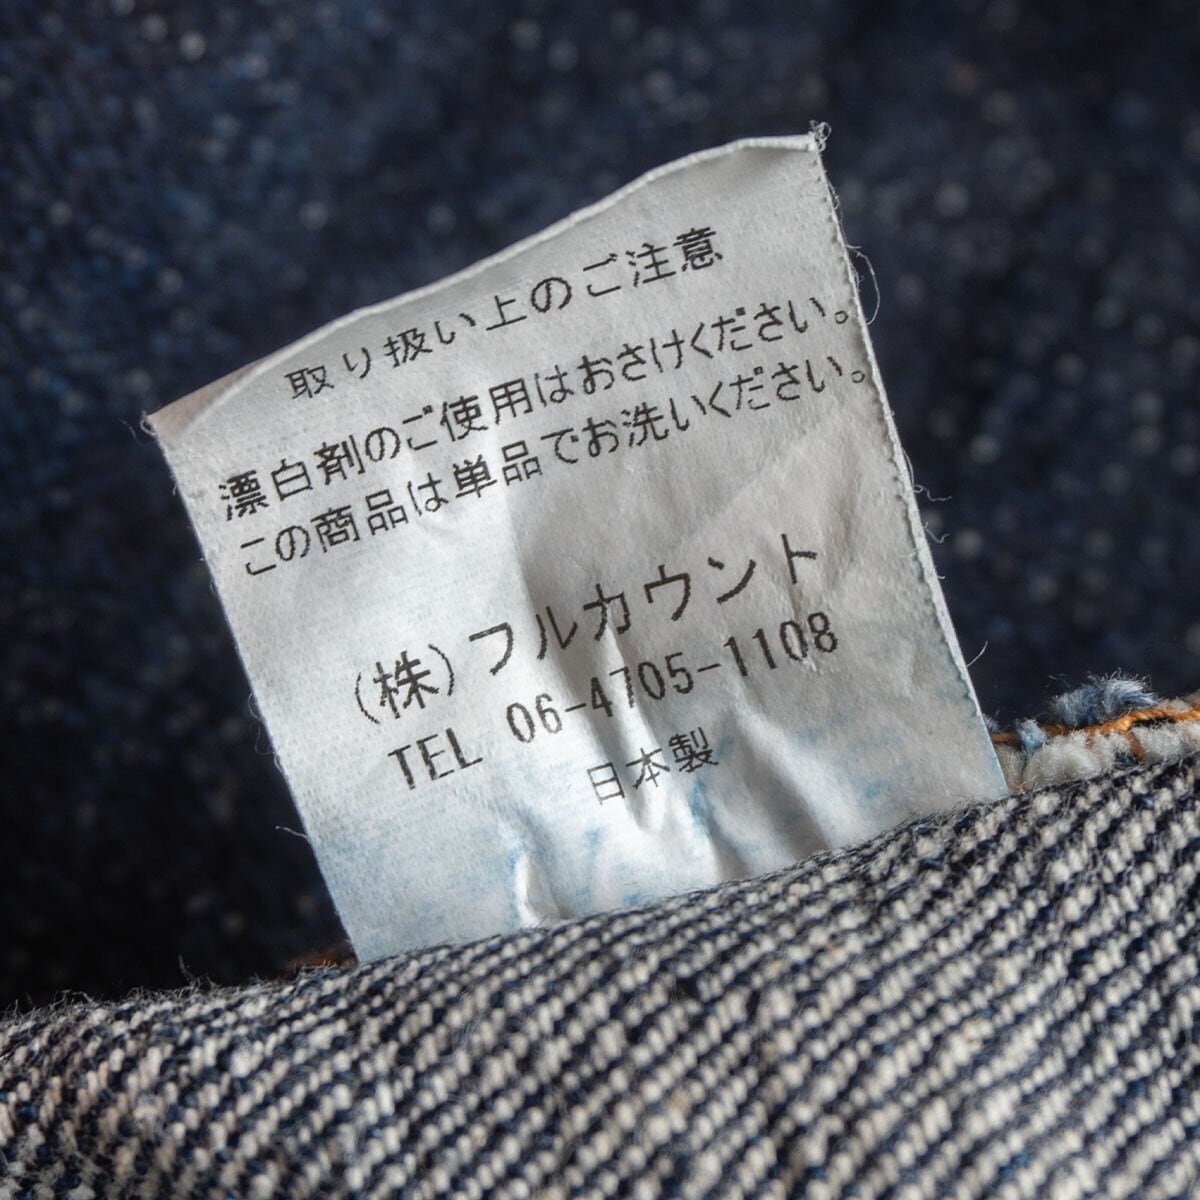 取り扱い上のご注意
漂白剤のご使用はおさけください。
この商品は単品でお洗いください。
(株)フルカウント
TEL 06-4705-1108
日本製